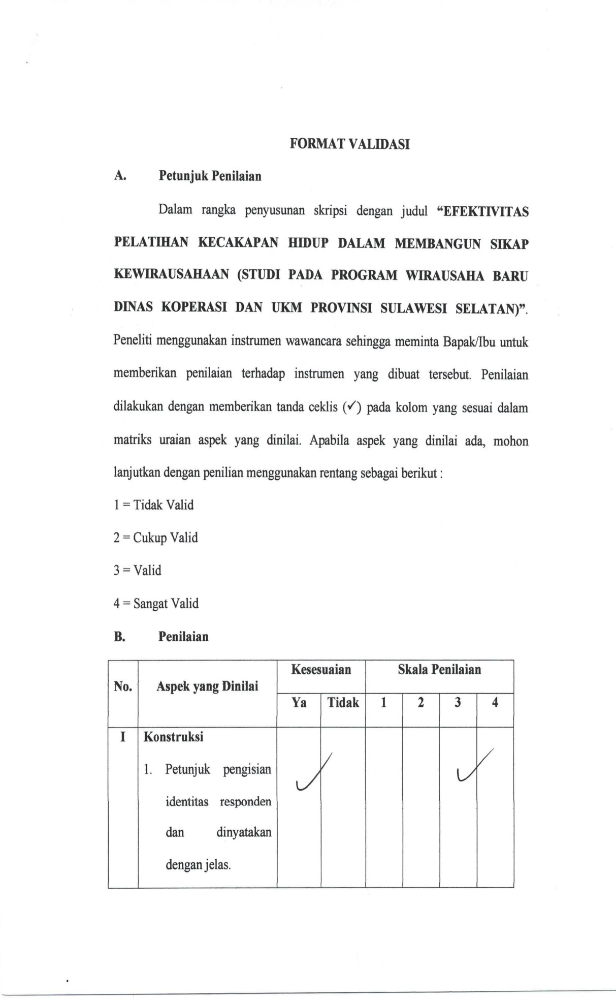 FORMAT VALIDASI
A. Petunjuk Penilaian
Dalam rangka penyusunan skripsi dengan judul “EFEKTIVITAS
PELATIHAN KECAKAPAN HIDUP DALAM MEMBANGUN SIKAP
KEWIRAUSAHAAN (STUDI PADA PROGRAM WIRAUSAHA BARU
DINAS KOPERASI DAN UKM PROVINSI SULAWESI SELATAN)”.
Peneliti menggunakan instrumen wawancara sehingga meminta Bapak/Ibu untuk
memberikan penilaian terhadap instrumen yang dibuat tersebut. Penilaian
dilakukan dengan memberikan tanda ceklis (✓) pada kolom yang sesuai dalam
matriks uraian aspek yang dinilai. Apabila aspek yang dinilai ada, mohon
lanjutkan dengan penilian menggunakan rentang sebagai berikut :
1 = Tidak Valid
2 = Cukup Valid
3 = Valid
4 = Sangat Valid
B. Penilaian
No. Aspek yang Dinilai Kesesuaian Skala Penilaian
Ya Tidak 1 2 3 4
I Konstruksi
1. Petunjuk pengisian ✓ ✓
identitas responden
dan dinyatakan
dengan jelas.